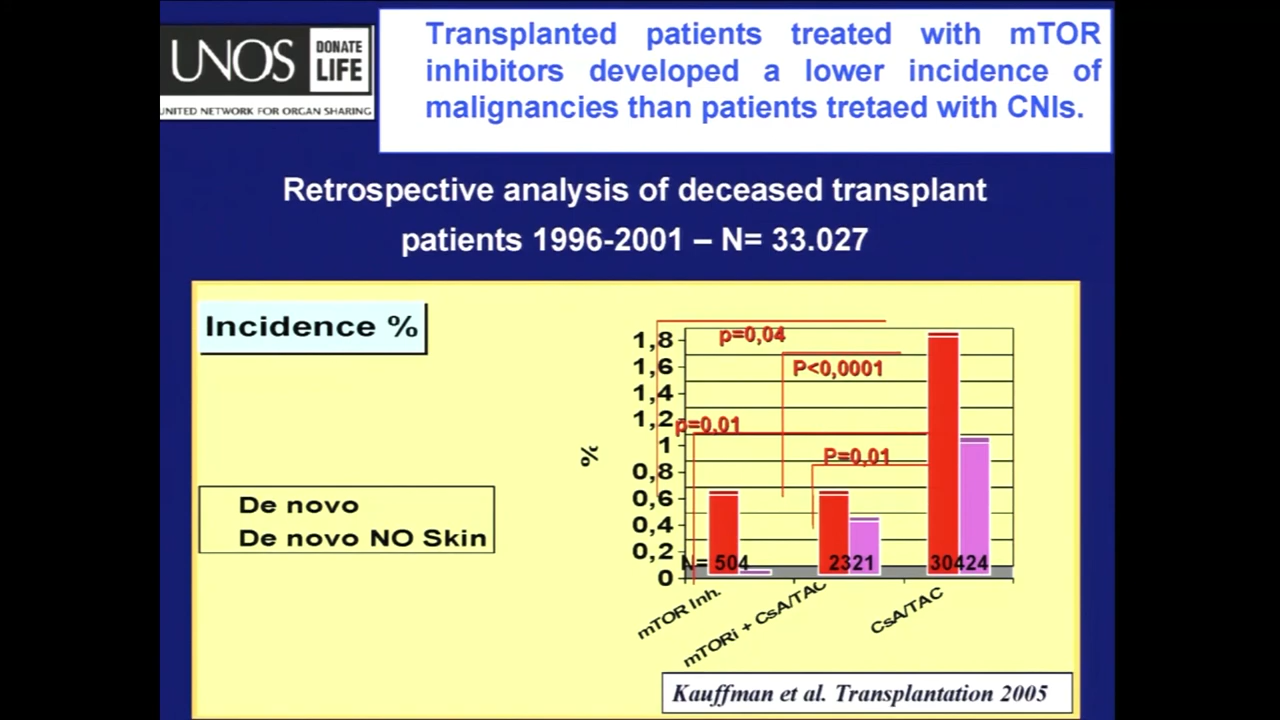 UNOS
DONATE
LIFE
UNITED NETWORK FOR ORGAN SHARING
Transplanted patients treated with mTOR
inhibitors developed a lower incidence of
malignancies than patients tretaed with CNIs.
Retrospective analysis of deceased transplant
patients 1996-2001 – N= 33.027
Incidence %
De novo
De novo NO Skin
%
1,8
1,6
1,4
1,2
1
0,8
0,6
0,4
0,2
0
p=0,04
P<0,0001
p=0,01
P=0,01
N= 504
2321
30424
mTOR Inh.
mTORi + CsA/TAC
CsA/TAC
Kauffman et al. Transplantation 2005